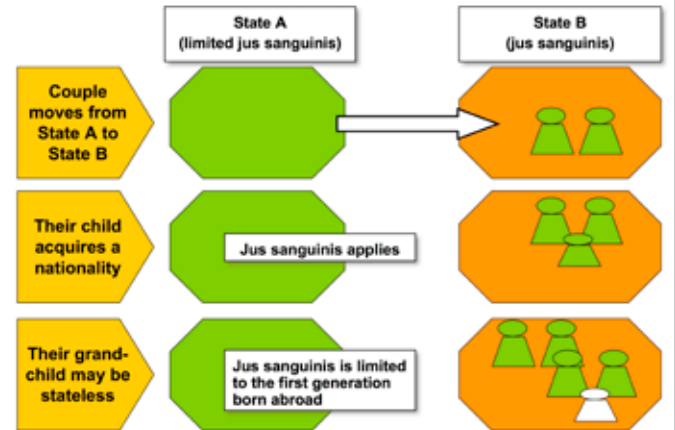 State A
(limited jus sanguinis)
State B
(jus sanguinis)
Couple
moves from
State A to
State B
Their child
acquires a
nationality
Jus sanguinis applies
Their grand-
child may be
stateless
Jus sanguinis is limited
to the first generation
born abroad